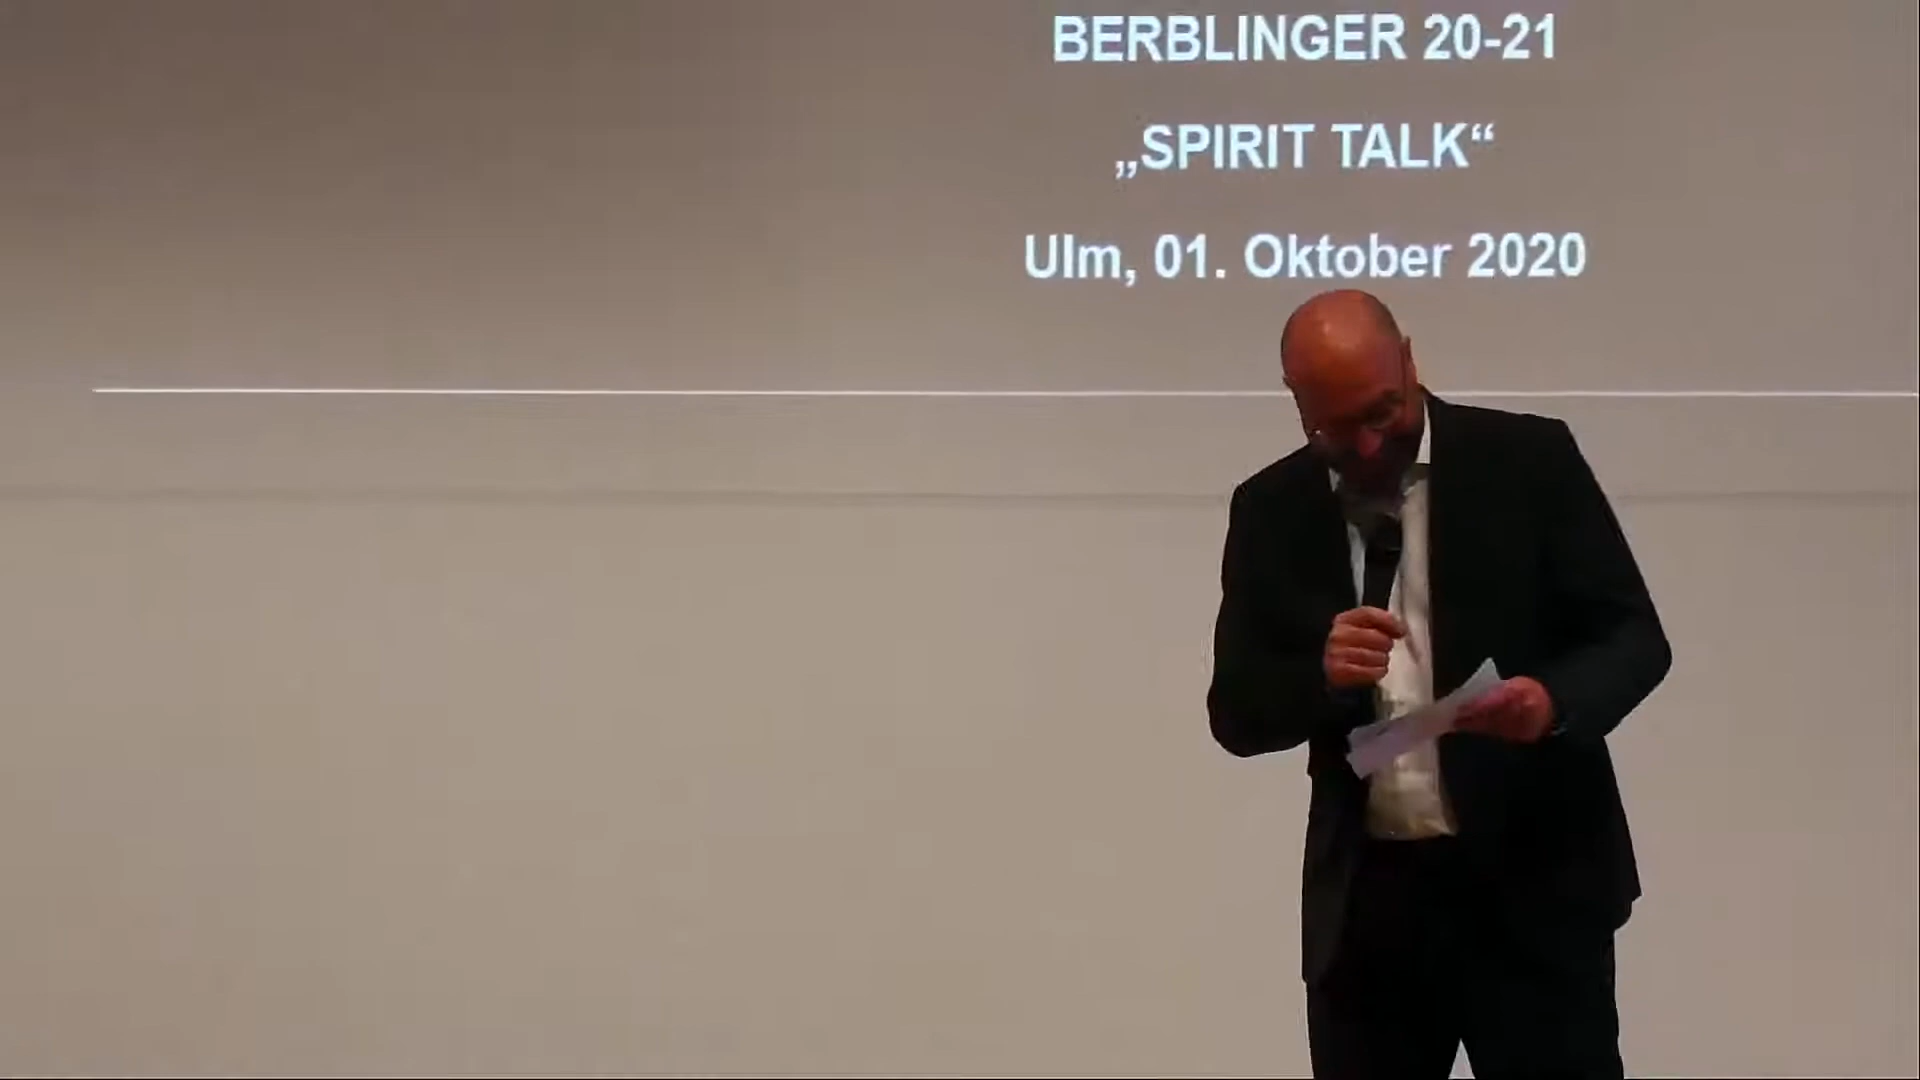 BERBLINGER 20-21
„SPIRIT TALK“
Ulm, 01. Oktober 2020